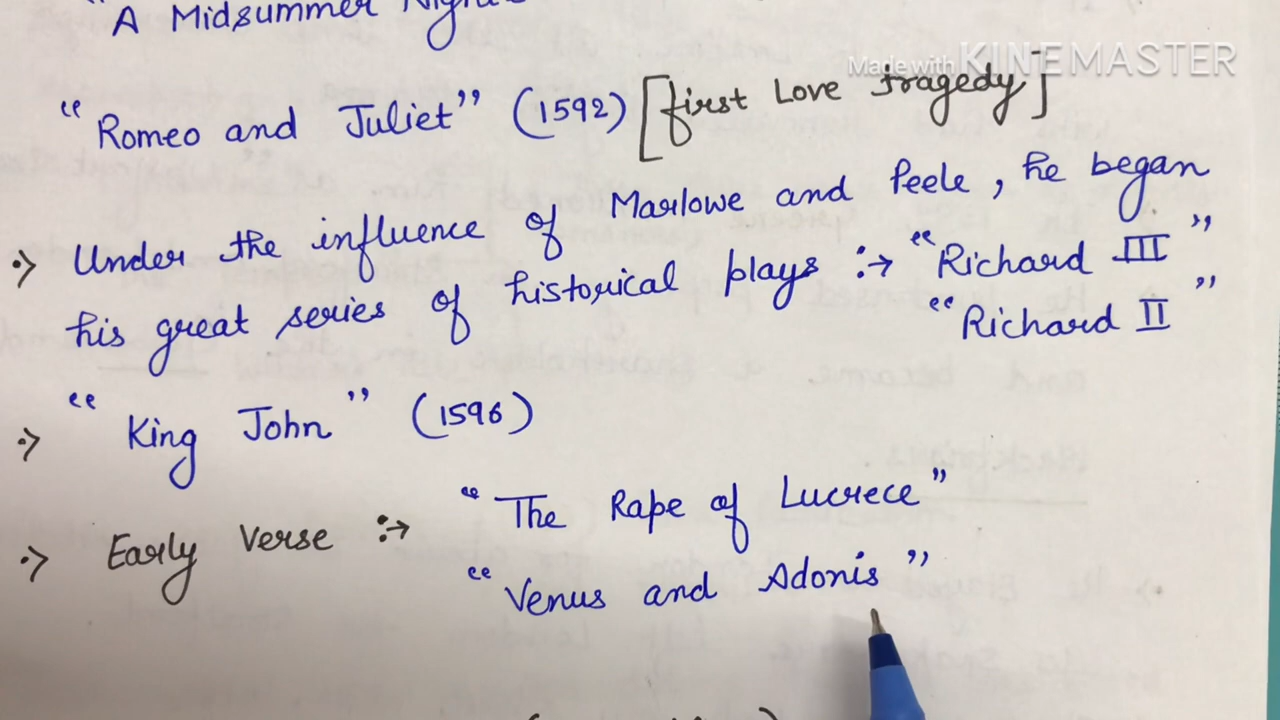 "A Midsummer Night
Made with KINEMASTER
"Romeo and Juliet" (1592) [first Love tragedy]
:> Under the influence of Marlowe and Peele, he began
his great series of historical plays :→ "Richard III"
"Richard II"
:> "King John" (1596)
:> Early Verse :→ "The Rape of Lucrece"
"Venus and Adonis"